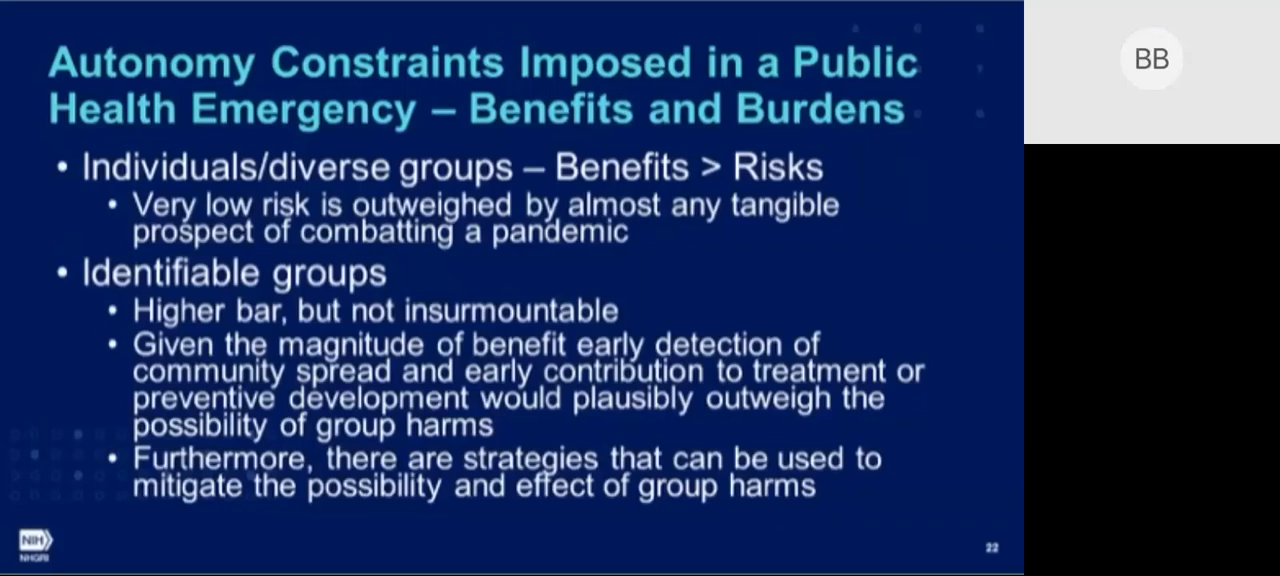 Autonomy Constraints Imposed in a Public
Health Emergency – Benefits and Burdens
• Individuals/diverse groups – Benefits > Risks
• Very low risk is outweighed by almost any tangible
prospect of combatting a pandemic
• Identifiable groups
• Higher bar, but not insurmountable
• Given the magnitude of benefit early detection of
community spread and early contribution to treatment or
preventive development would plausibly outweigh the
possibility of group harms
• Furthermore, there are strategies that can be used to
mitigate the possibility and effect of group harms
NIH
NHGRI
22
BB